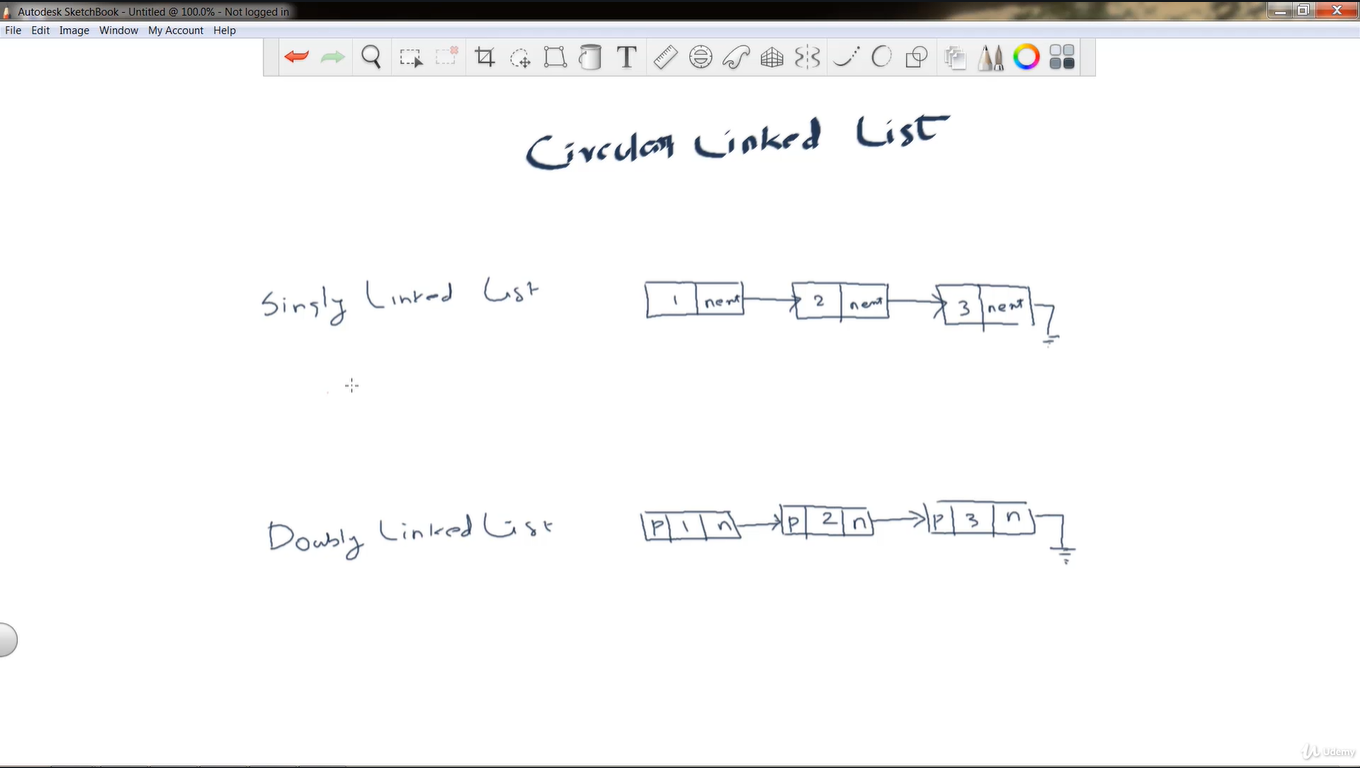 Autodesk SketchBook - Untitled @ 100.0% - Not logged in
File Edit Image Window My Account Help
T
Circular Linked List
Singly Linked List 1 next 2 next 3 next
Doubly Linked List p 1 n p 2 n p 3 n
Udemy